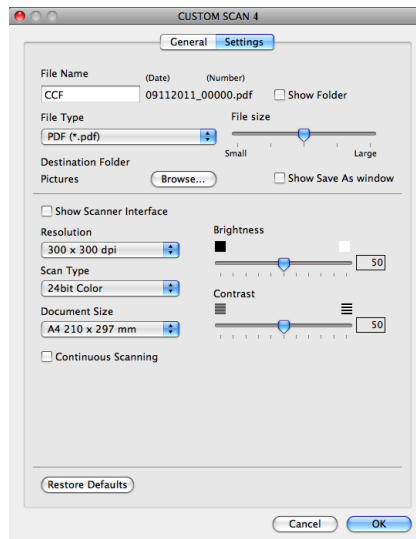 CUSTOM SCAN 4
General Settings
File Name (Date) (Number)
CCF 09112011_00000.pdf Show Folder
File Type File size
PDF (*.pdf)
Small Large
Destination Folder
Pictures Browse... Show Save As window
Show Scanner Interface
Resolution Brightness
300 x 300 dpi
50
Scan Type
24bit Color
Contrast
Document Size
A4 210 x 297 mm 50
Continuous Scanning
Restore Defaults
Cancel OK